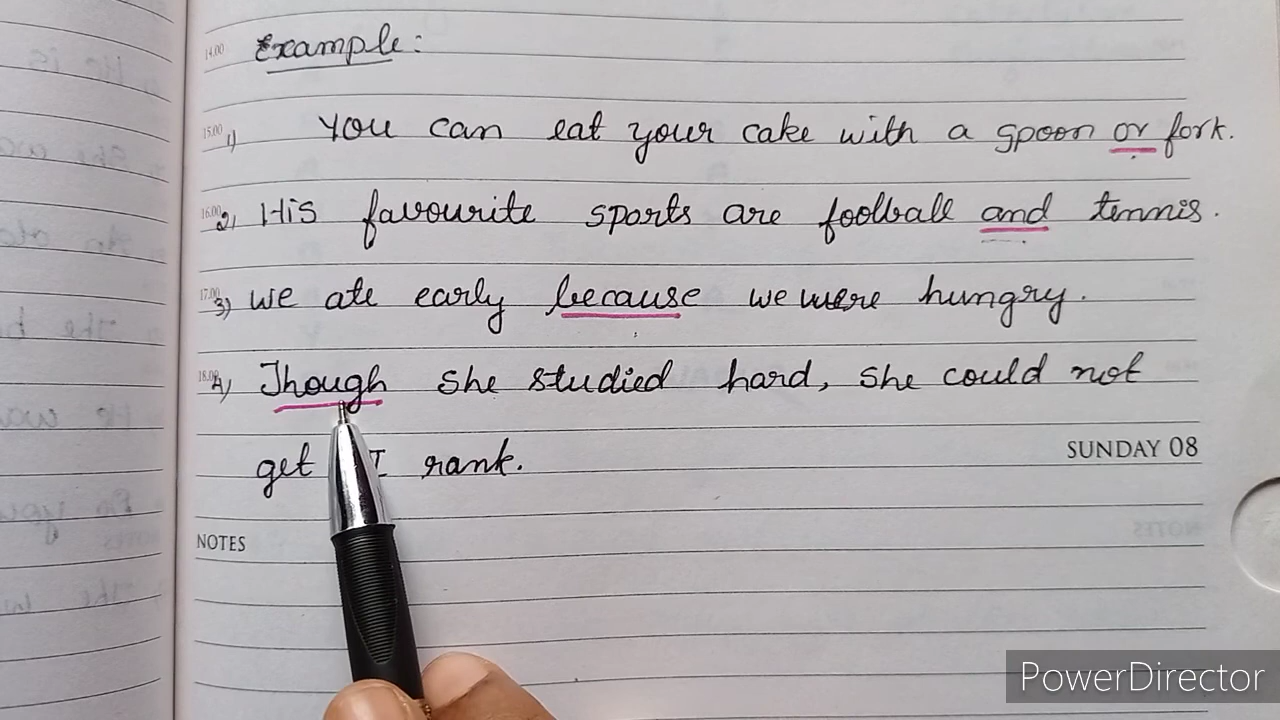 14.00 Example:
15.00 1) You can eat your cake with a spoon or fork.
16.00 2) His favourite sports are football and tennis.
17.00 3) We ate early because we were hungry.
18.00 4) Though she studied hard, she could not
get I rank.
SUNDAY 08
NOTES
PowerDirector